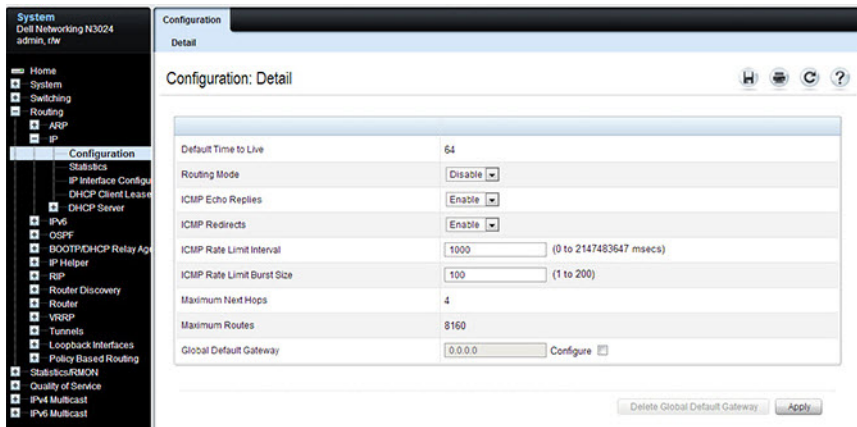 System
Dell Networking N3024
admin, r/w
Home
System
Switching
Routing
ARP
IP
Configuration
Statistics
IP Interface Configu
DHCP Client Lease
DHCP Server
IPv6
OSPF
BOOTP/DHCP Relay Age
IP Helper
RIP
Router Discovery
Router
VRRP
Tunnels
Loopback Interfaces
Policy Based Routing
Statistics/RMON
Quality of Service
IPv4 Multicast
IPv6 Multicast
Configuration
Detail
Configuration: Detail
Default Time to Live 64
Routing Mode Disable
ICMP Echo Replies Enable
ICMP Redirects Enable
ICMP Rate Limit Interval 1000 (0 to 2147483647 msecs)
ICMP Rate Limit Burst Size 100 (1 to 200)
Maximum Next Hops 4
Maximum Routes 8160
Global Default Gateway 0.0.0.0 Configure
Delete Global Default Gateway Apply